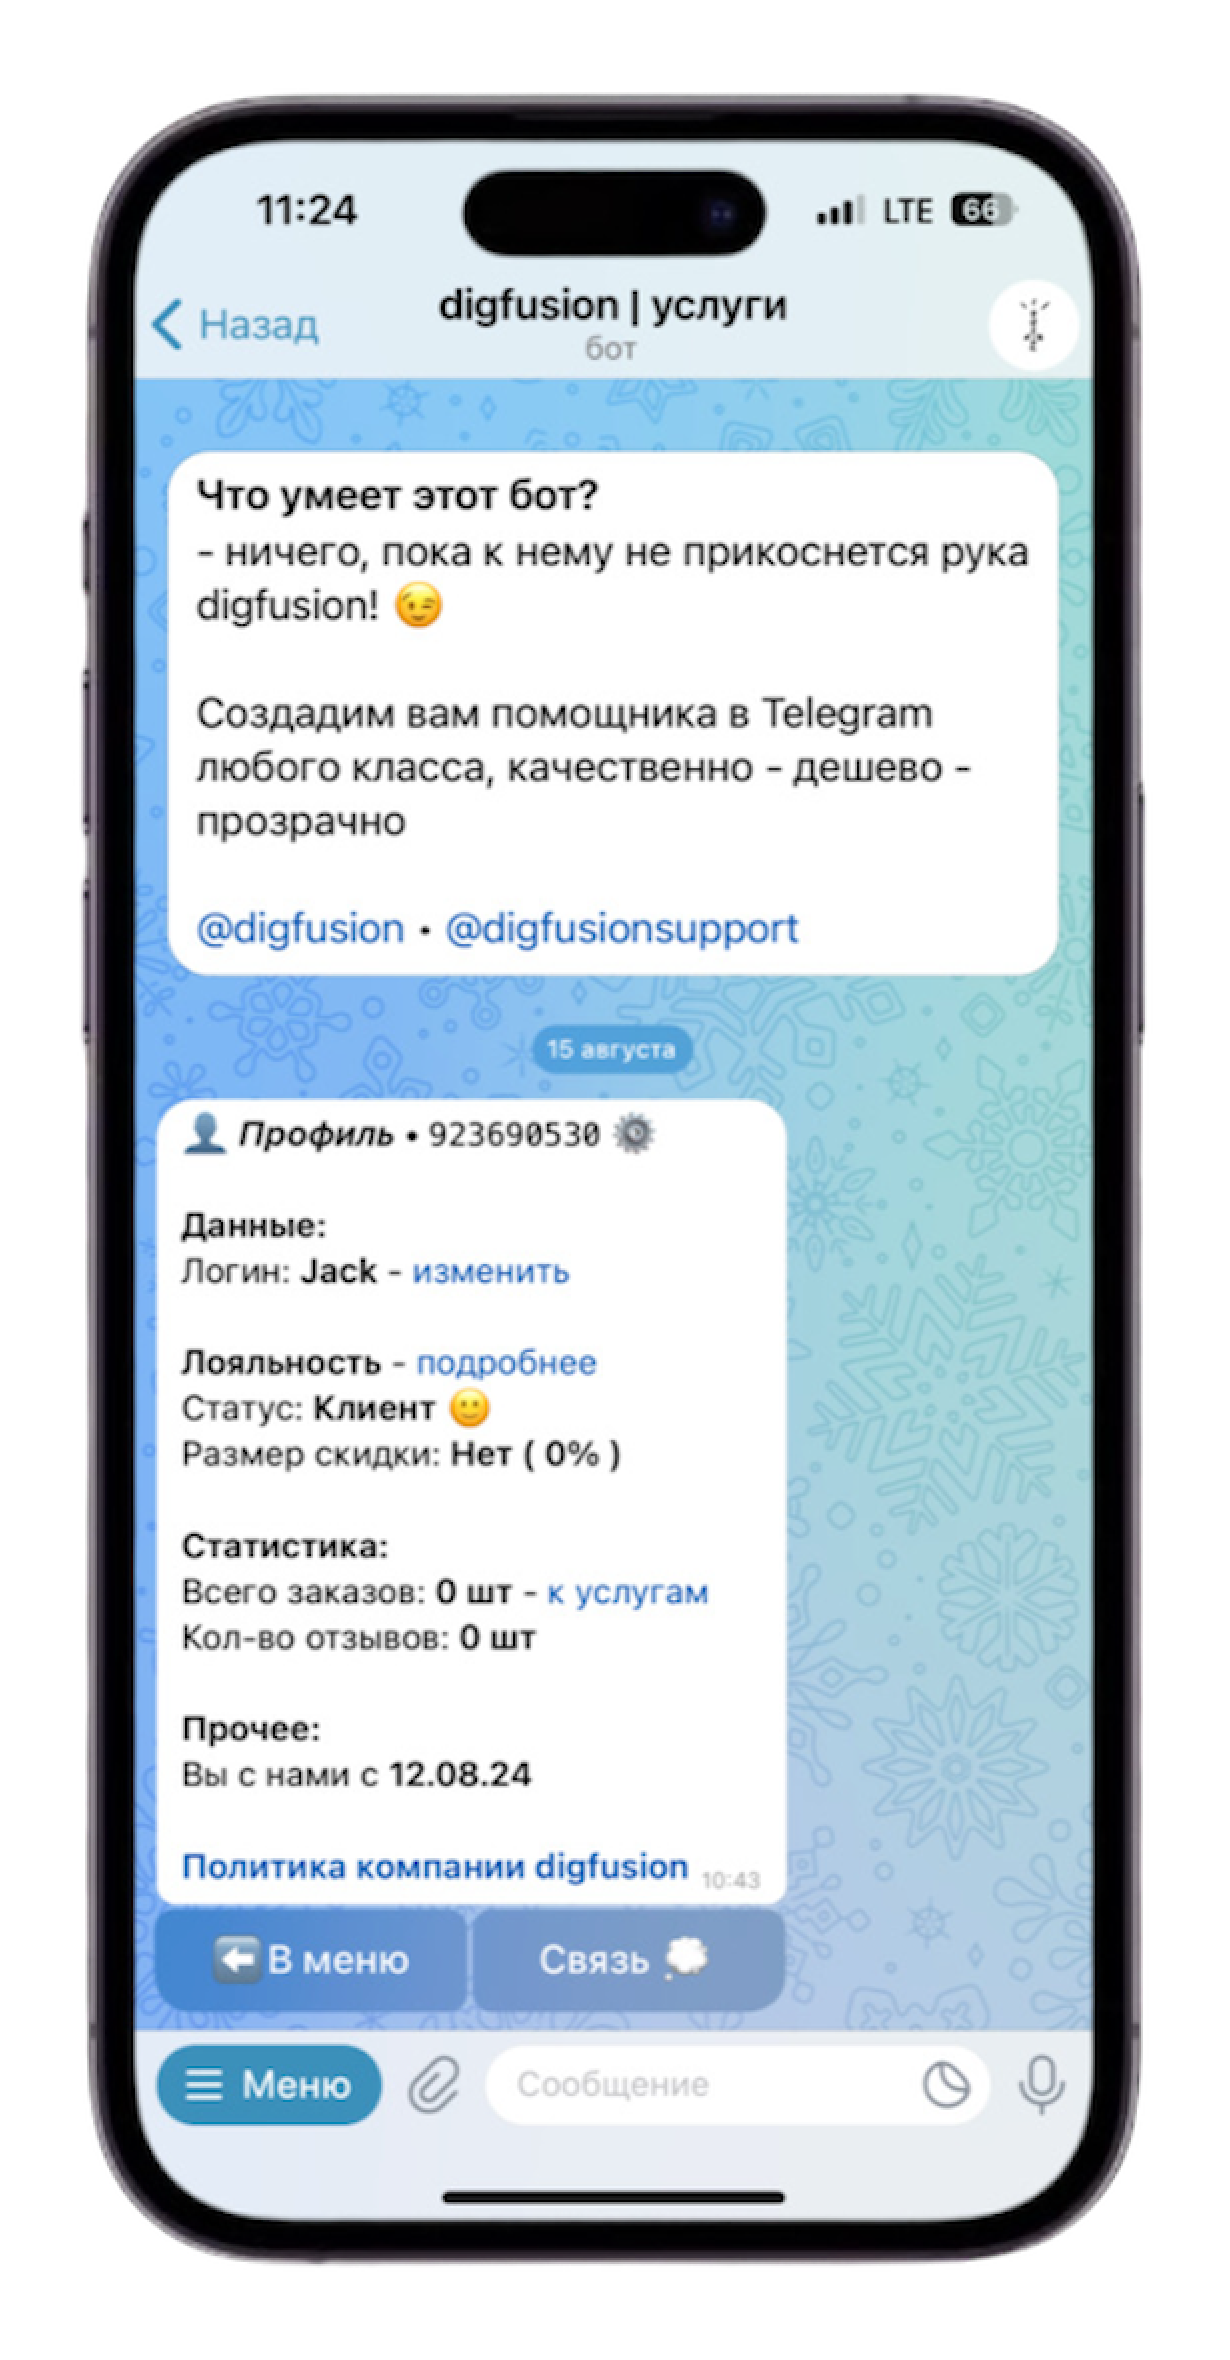 11:24 LTE 66
Назад
digfusion | услуги
бот
Что умеет этот бот?
- ничего, пока к нему не прикоснется рука
digfusion! 😉
Создадим вам помощника в Telegram
любого класса, качественно - дешево -
прозрачно
@digfusion • @digfusionsupport
15 августа
👤 Профиль • 923690530 ⚙️
Данные:
Логин: Jack - изменить
Лояльность - подробнее
Статус: Клиент 🙂
Размер скидки: Нет ( 0% )
Статистика:
Всего заказов: 0 шт - к услугам
Кол-во отзывов: 0 шт
Прочее:
Вы с нами с 12.08.24
Политика компании digfusion 10:43
⬅️ В меню
Связь 💭
Меню
Сообщение